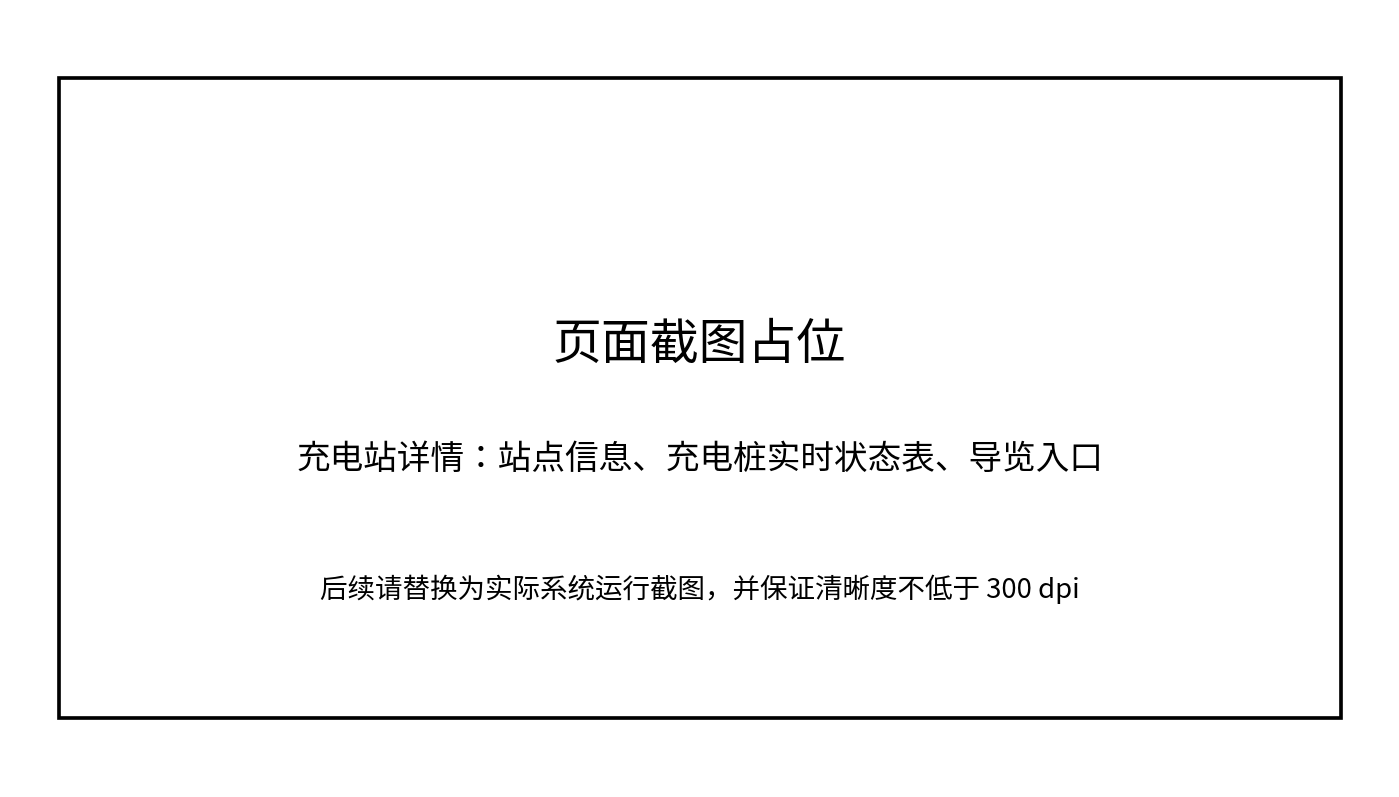 页面截图占位
充电站详情：站点信息、充电桩实时状态表、导览入口
后续请替换为实际系统运行截图，并保证清晰度不低于 300 dpi